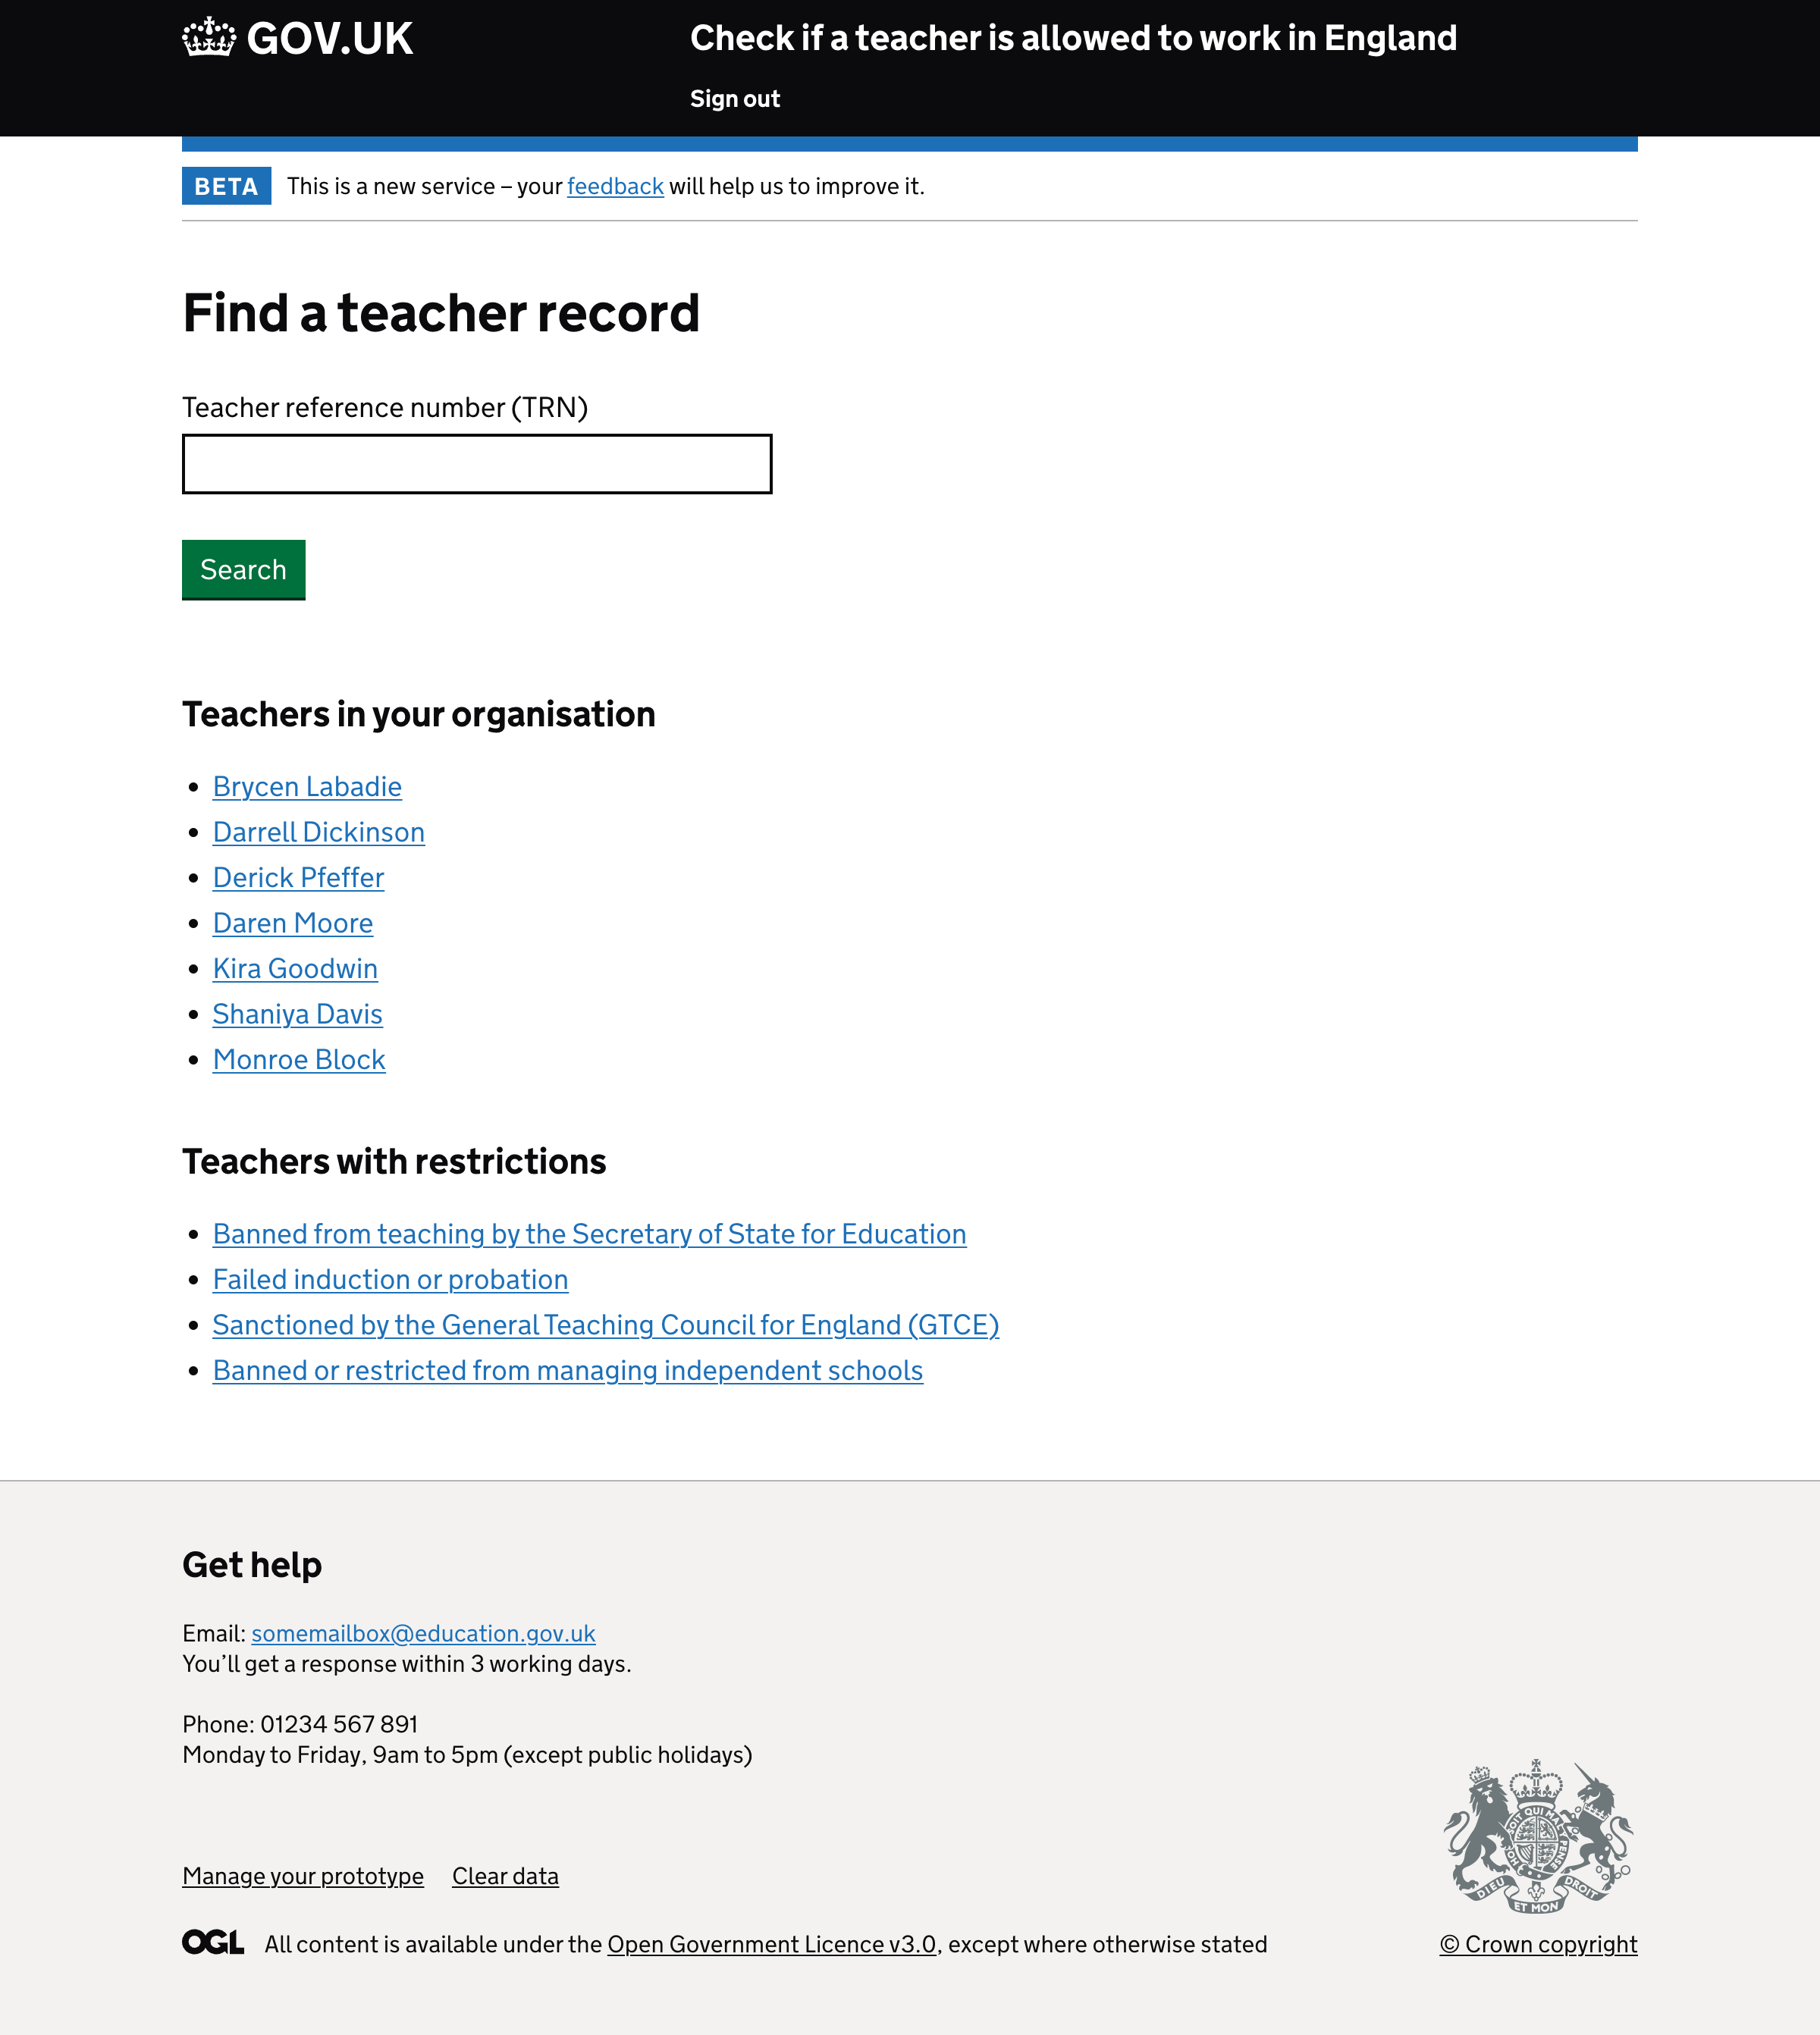 GOV.UK
Check if a teacher is allowed to work in England
Sign out
BETA
This is a new service – your feedback will help us to improve it.
Find a teacher record
Teacher reference number (TRN)
Search
Teachers in your organisation
Brycen Labadie
Darrell Dickinson
Derick Pfeffer
Daren Moore
Kira Goodwin
Shaniya Davis
Monroe Block
Teachers with restrictions
Banned from teaching by the Secretary of State for Education
Failed induction or probation
Sanctioned by the General Teaching Council for England (GTCE)
Banned or restricted from managing independent schools
Get help
Email: somemailbox@education.gov.uk
You’ll get a response within 3 working days.
Phone: 01234 567 891
Monday to Friday, 9am to 5pm (except public holidays)
Manage your prototype Clear data
DIEU ET MON DROIT
OGL All content is available under the Open Government Licence v3.0, except where otherwise stated
© Crown copyright